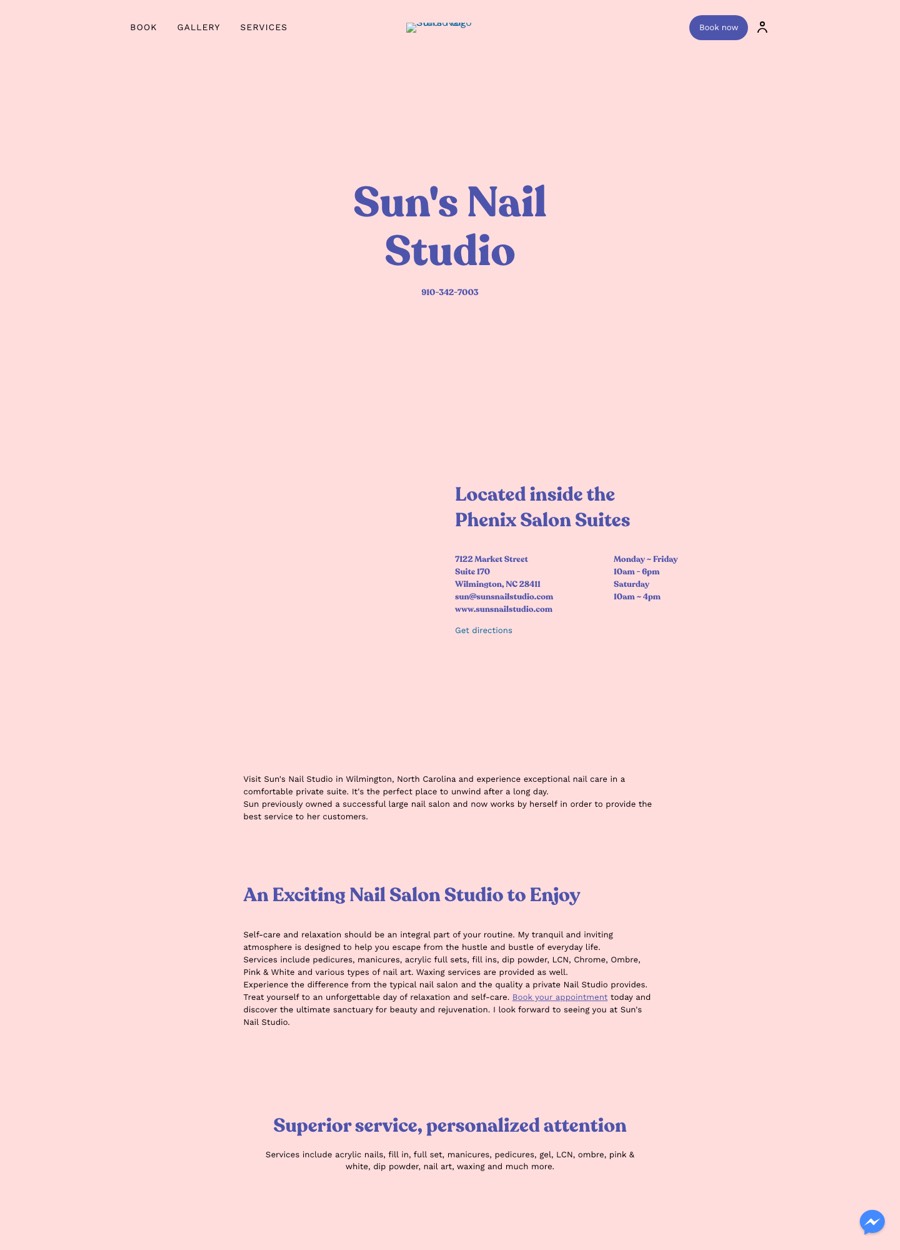 BOOK
GALLERY
SERVICES
Book now
Sun's Nail
Studio
910-342-7003
Located inside the
Phenix Salon Suites
7122 Market Street
Suite 170
Wilmington, NC 28411
sun@sunsnailstudio.com
www.sunsnailstudio.com
Get directions
Monday ~ Friday
10am - 6pm
Saturday
10am ~ 4pm
Visit Sun's Nail Studio in Wilmington, North Carolina and experience exceptional nail care in a
comfortable private suite. It's the perfect place to unwind after a long day.
Sun previously owned a successful large nail salon and now works by herself in order to provide the
best service to her customers.
An Exciting Nail Salon Studio to Enjoy
Self-care and relaxation should be an integral part of your routine. My tranquil and inviting
atmosphere is designed to help you escape from the hustle and bustle of everyday life.
Services include pedicures, manicures, acrylic full sets, fill ins, dip powder, LCN, Chrome, Ombre,
Pink & White and various types of nail art. Waxing services are provided as well.
Experience the difference from the typical nail salon and the quality a private Nail Studio provides.
Treat yourself to an unforgettable day of relaxation and self-care. Book your appointment today and
discover the ultimate sanctuary for beauty and rejuvenation. I look forward to seeing you at Sun's
Nail Studio.
Superior service, personalized attention
Services include acrylic nails, fill in, full set, manicures, pedicures, gel, LCN, ombre, pink &
white, dip powder, nail art, waxing and much more.